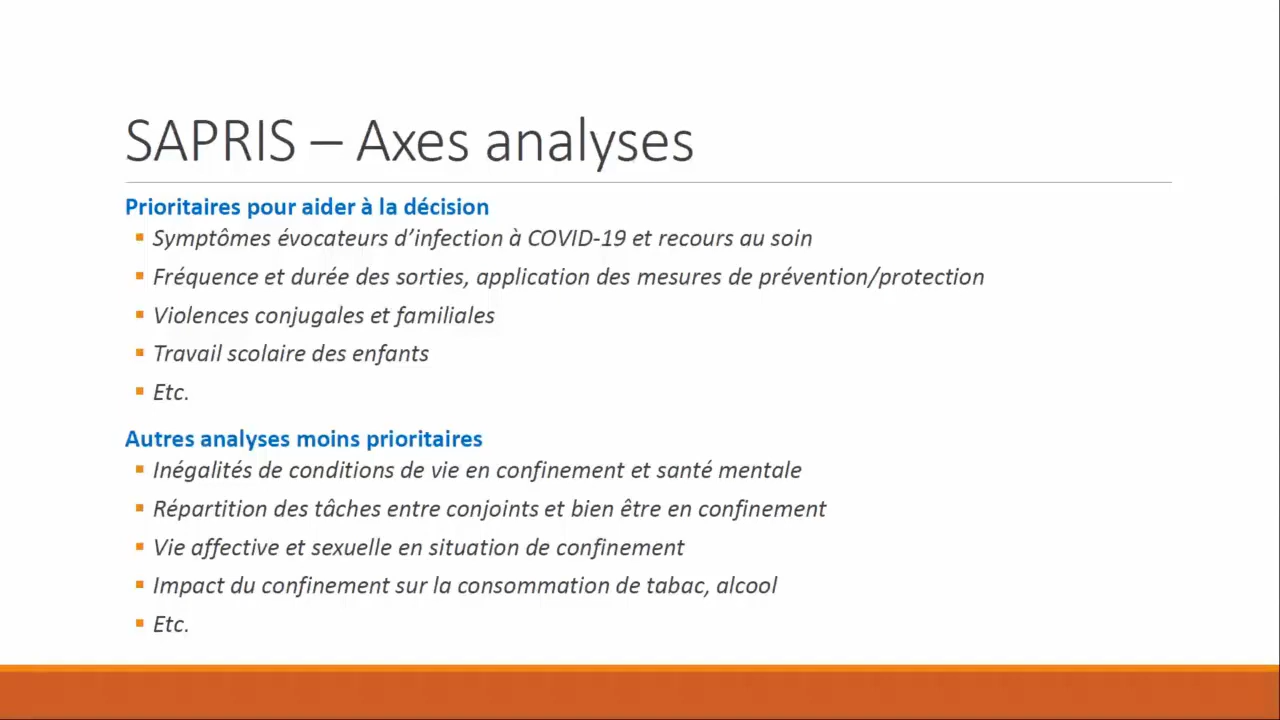 SAPRIS – Axes analyses
Prioritaires pour aider à la décision
▪ Symptômes évocateurs d’infection à COVID-19 et recours au soin
▪ Fréquence et durée des sorties, application des mesures de prévention/protection
▪ Violences conjugales et familiales
▪ Travail scolaire des enfants
▪ Etc.
Autres analyses moins prioritaires
▪ Inégalités de conditions de vie en confinement et santé mentale
▪ Répartition des tâches entre conjoints et bien être en confinement
▪ Vie affective et sexuelle en situation de confinement
▪ Impact du confinement sur la consommation de tabac, alcool
▪ Etc.